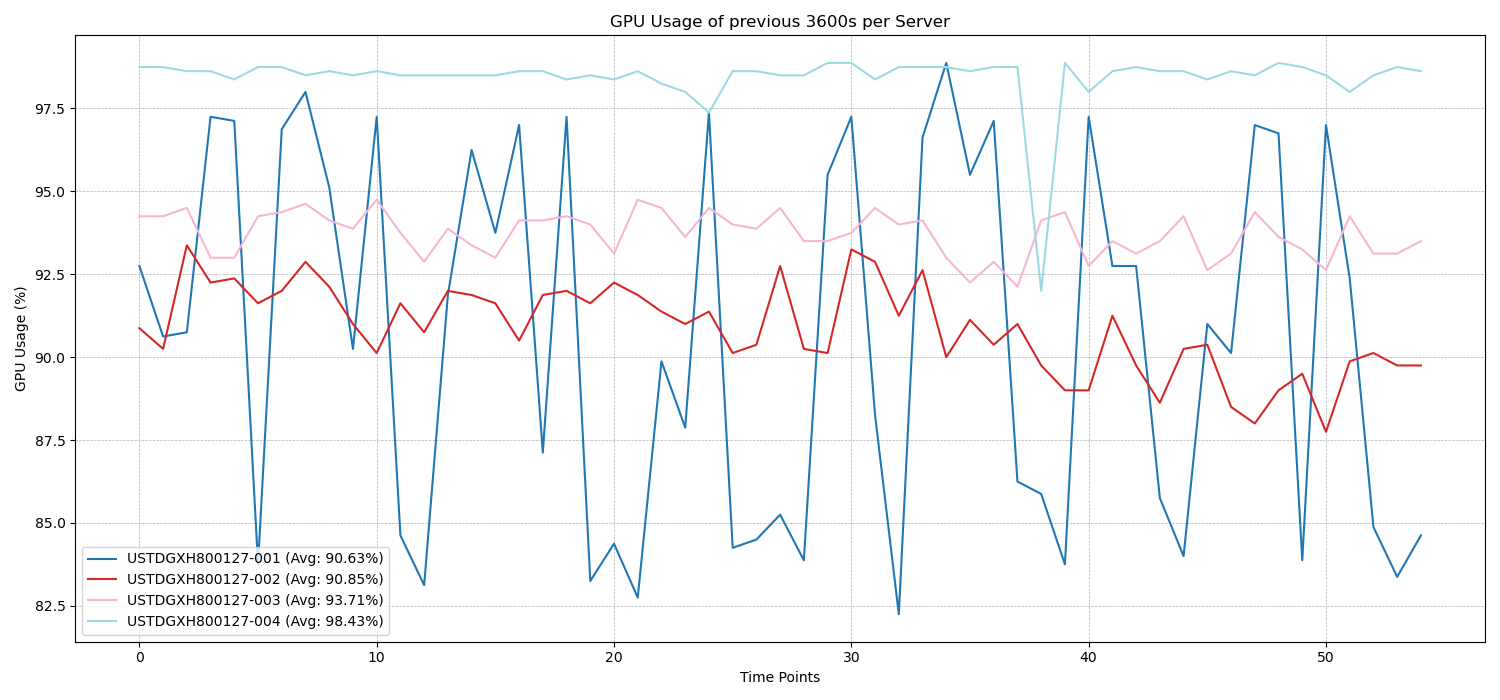 GPU Usage of previous 3600s per Server
GPU Usage (%)
97.5
95.0
92.5
90.0
87.5
85.0
82.5
USTDGXH800127-001 (Avg: 90.63%)
USTDGXH800127-002 (Avg: 90.85%)
USTDGXH800127-003 (Avg: 93.71%)
USTDGXH800127-004 (Avg: 98.43%)
0 10 20 30 40 50
Time Points